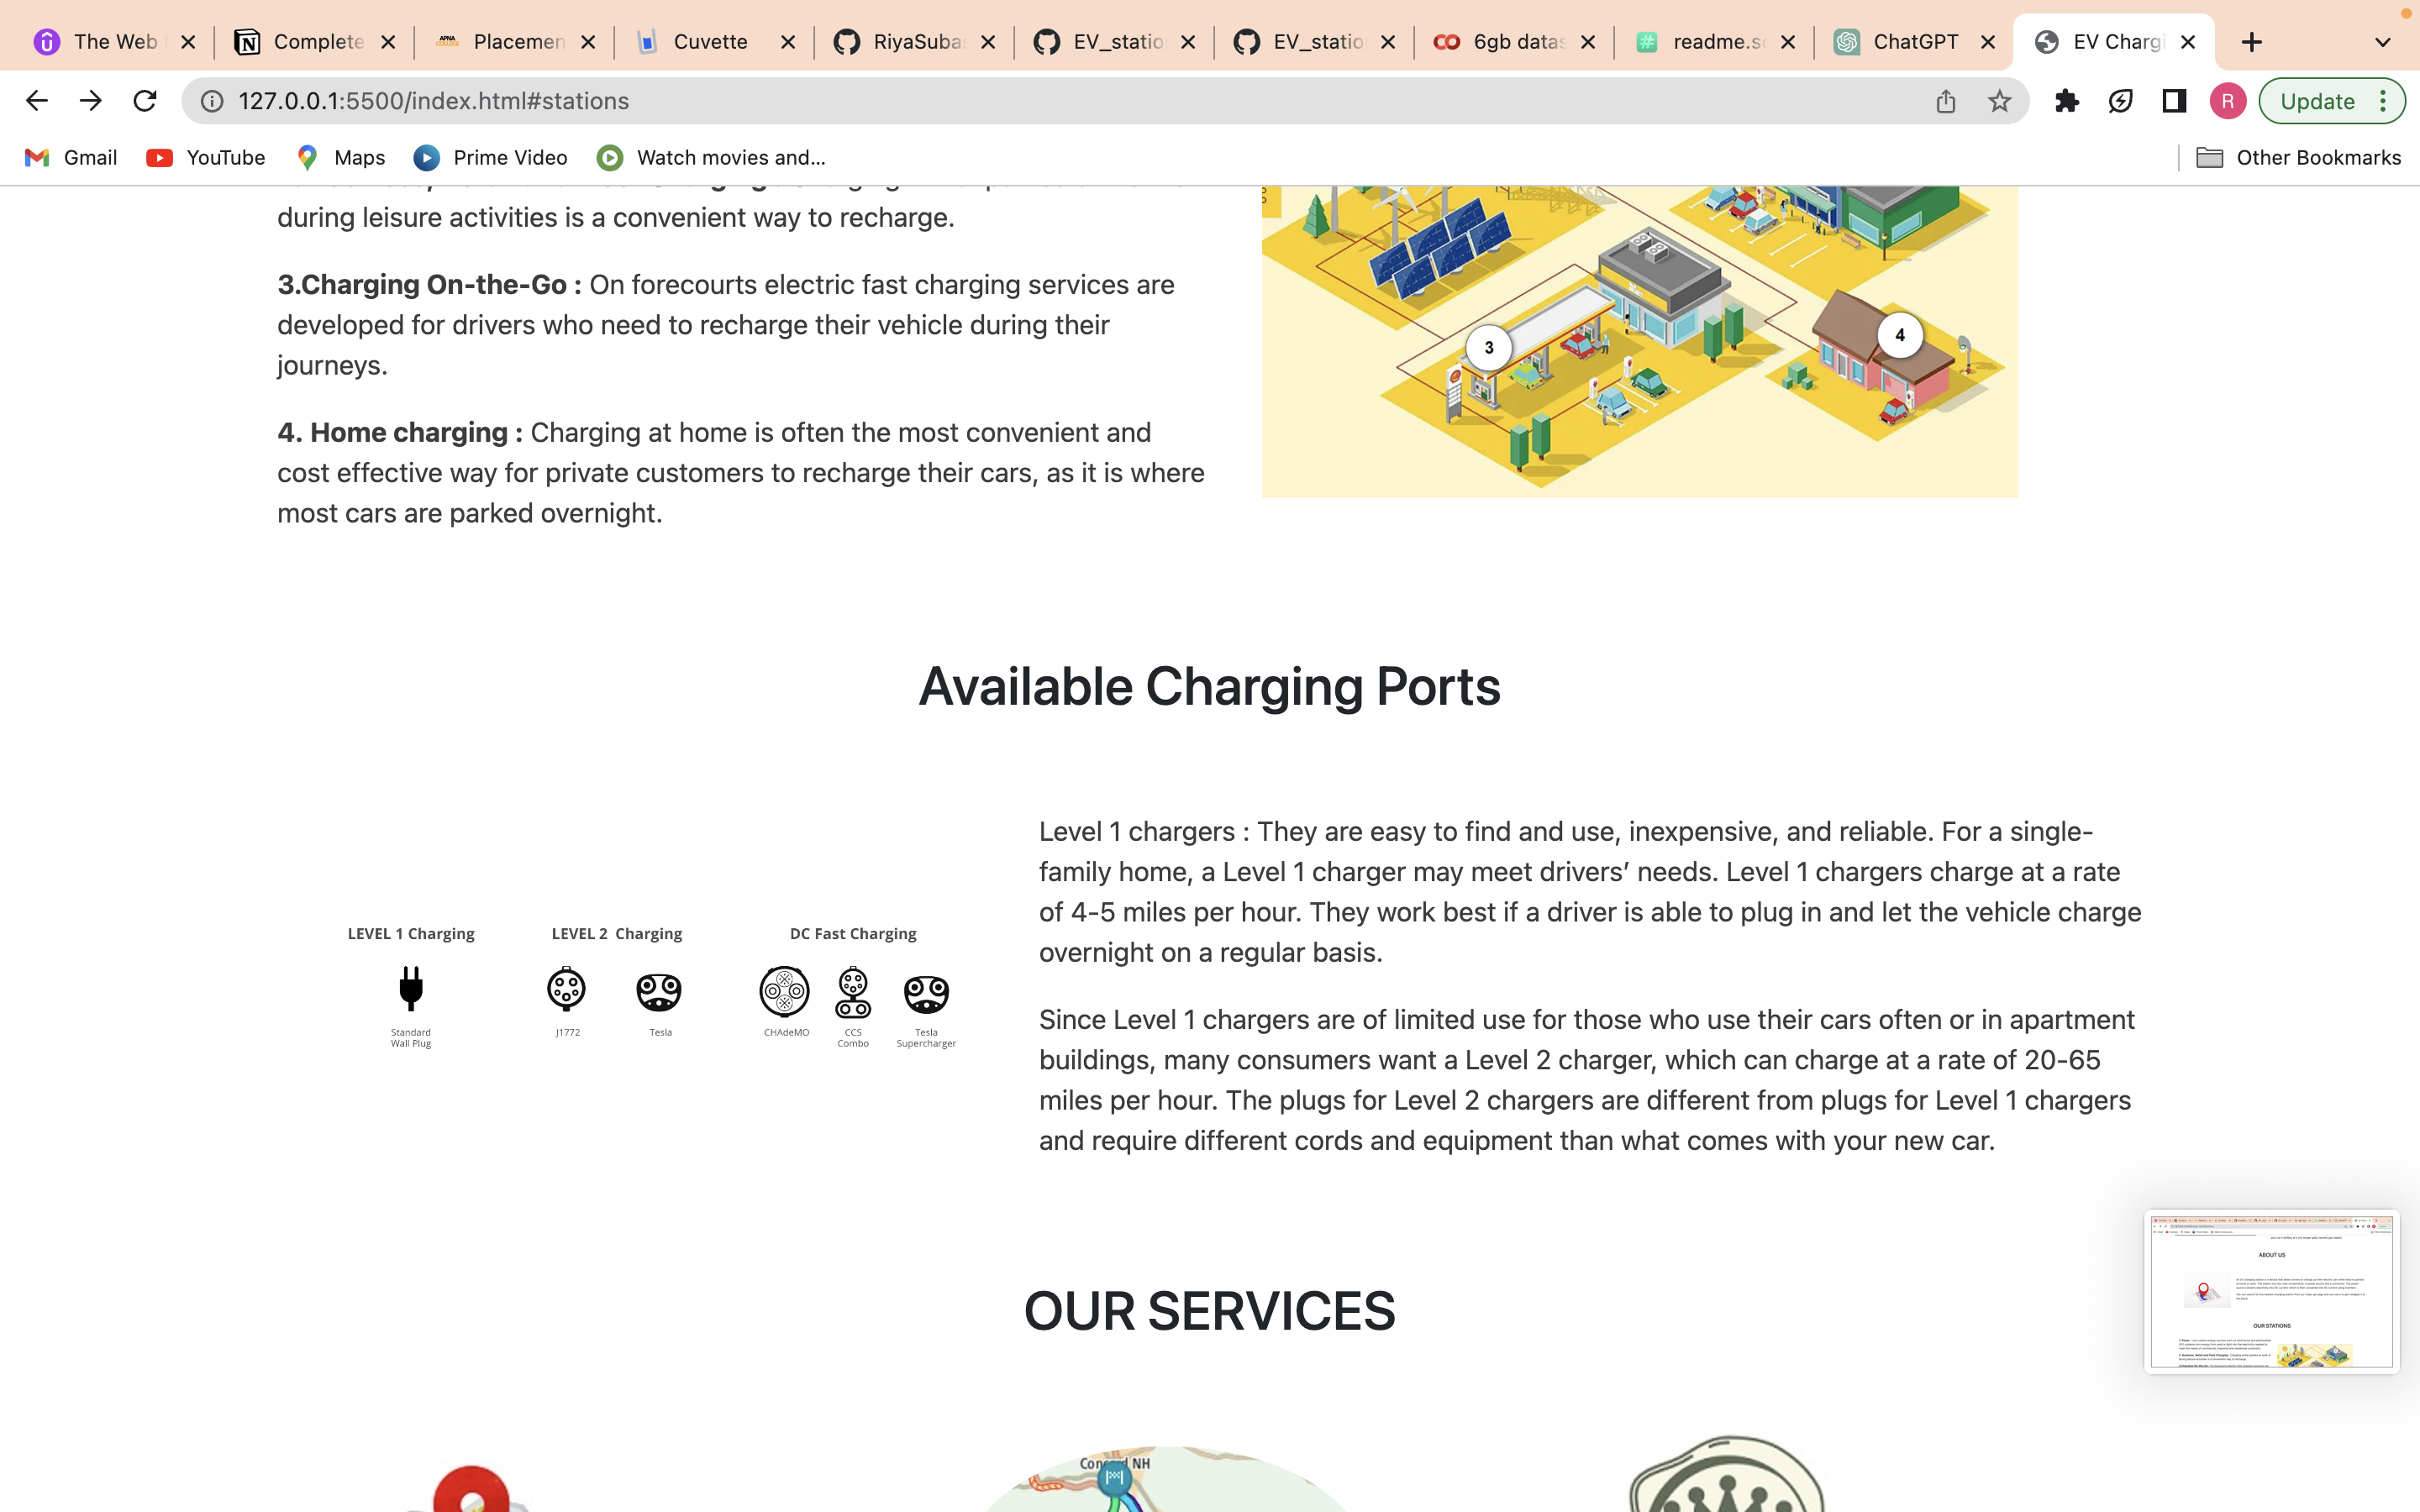 The Web
Complete
Placemen
Cuvette
RiyaSubas
EV_statio
EV_statio
6gb datas
readme.so
ChatGPT
EV Chargi
127.0.0.1:5500/index.html#stations
R
Update
Gmail
YouTube
Maps
Prime Video
Watch movies and...
Other Bookmarks
during leisure activities is a convenient way to recharge.
3.Charging On-the-Go : On forecourts electric fast charging services are
developed for drivers who need to recharge their vehicle during their
journeys.
4. Home charging : Charging at home is often the most convenient and
cost effective way for private customers to recharge their cars, as it is where
most cars are parked overnight.
3
4
Available Charging Ports
LEVEL 1 Charging
LEVEL 2 Charging
DC Fast Charging
Standard
Wall Plug
J1772
Tesla
CHAdeMO
CCS
Combo
Tesla
Supercharger
Level 1 chargers : They are easy to find and use, inexpensive, and reliable. For a single-
family home, a Level 1 charger may meet drivers’ needs. Level 1 chargers charge at a rate
of 4-5 miles per hour. They work best if a driver is able to plug in and let the vehicle charge
overnight on a regular basis.
Since Level 1 chargers are of limited use for those who use their cars often or in apartment
buildings, many consumers want a Level 2 charger, which can charge at a rate of 20-65
miles per hour. The plugs for Level 2 chargers are different from plugs for Level 1 chargers
and require different cords and equipment than what comes with your new car.
ABOUT US
OUR STATIONS
OUR SERVICES
Concord NH